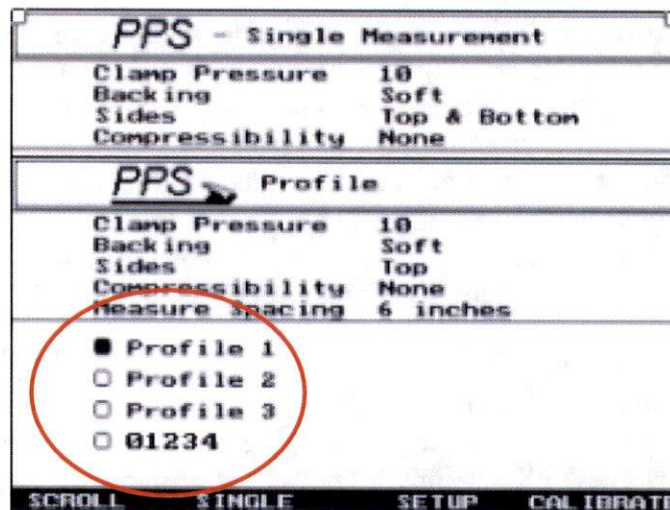 PPS - Single Measurement
Clamp Pressure 10
Backing Soft
Sides Top & Bottom
Compressibility None
PPS Profile
Clamp Pressure 10
Backing Soft
Sides Top
Compressibility None
Measure Spacing 6 inches
Profile 1
Profile 2
Profile 3
01234
SCROLL SINGLE SETUP CALIBRATE